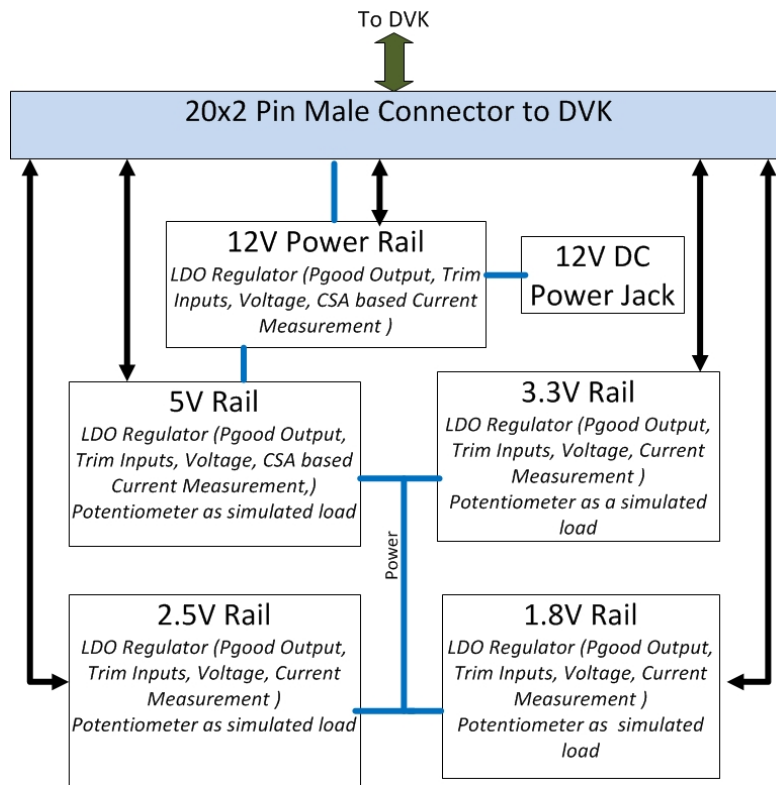 To DVK
20x2 Pin Male Connector to DVK
12V Power Rail
LDO Regulator (Pgood Output, Trim
Inputs, Voltage, CSA based Current
Measurement )
12V DC
Power Jack
5V Rail
LDO Regulator (Pgood Output,
Trim Inputs, Voltage, CSA based
Current Measurement,)
Potentiometer as simulated load
3.3V Rail
LDO Regulator (Pgood Output,
Trim Inputs, Voltage, Current
Measurement )
Potentiometer as a simulated
load
Power
2.5V Rail
LDO Regulator (Pgood Output,
Trim Inputs, Voltage, Current
Measurement )
Potentiometer as simulated load
1.8V Rail
LDO Regulator (Pgood Output,
Trim Inputs, Voltage, Current
Measurement )
Potentiometer as  simulated
load